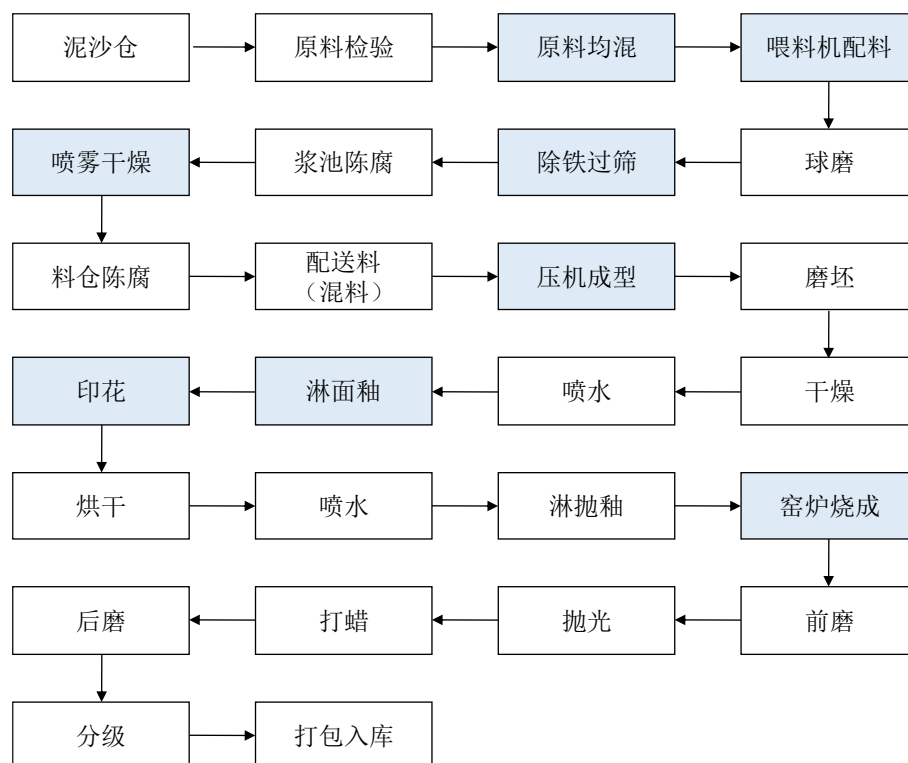 泥沙仓
原料检验
原料均混
喂料机配料
喷雾干燥
浆池陈腐
除铁过筛
球磨
料仓陈腐
配送料
（混料）
压机成型
磨坯
印花
淋面釉
喷水
干燥
烘干
喷水
淋抛釉
窑炉烧成
后磨
打蜡
抛光
前磨
分级
打包入库